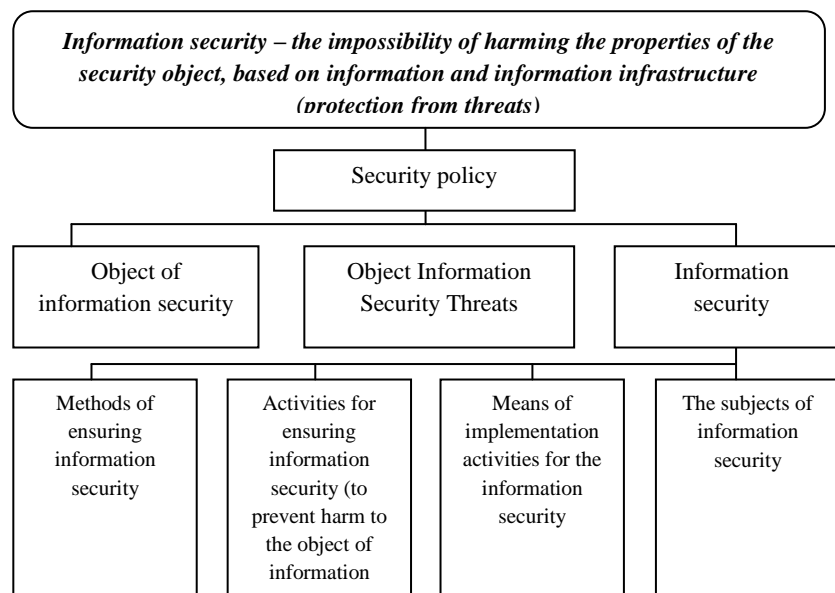 Information security – the impossibility of harming the properties of the
security object, based on information and information infrastructure
(protection from threats)
Security policy
Object of
information security
Object Information
Security Threats
Information
security
Methods of
ensuring
information
security
Activities for
ensuring
information
security (to
prevent harm to
the object of
information
Means of
implementation
activities for the
information
security
The subjects of
information
security